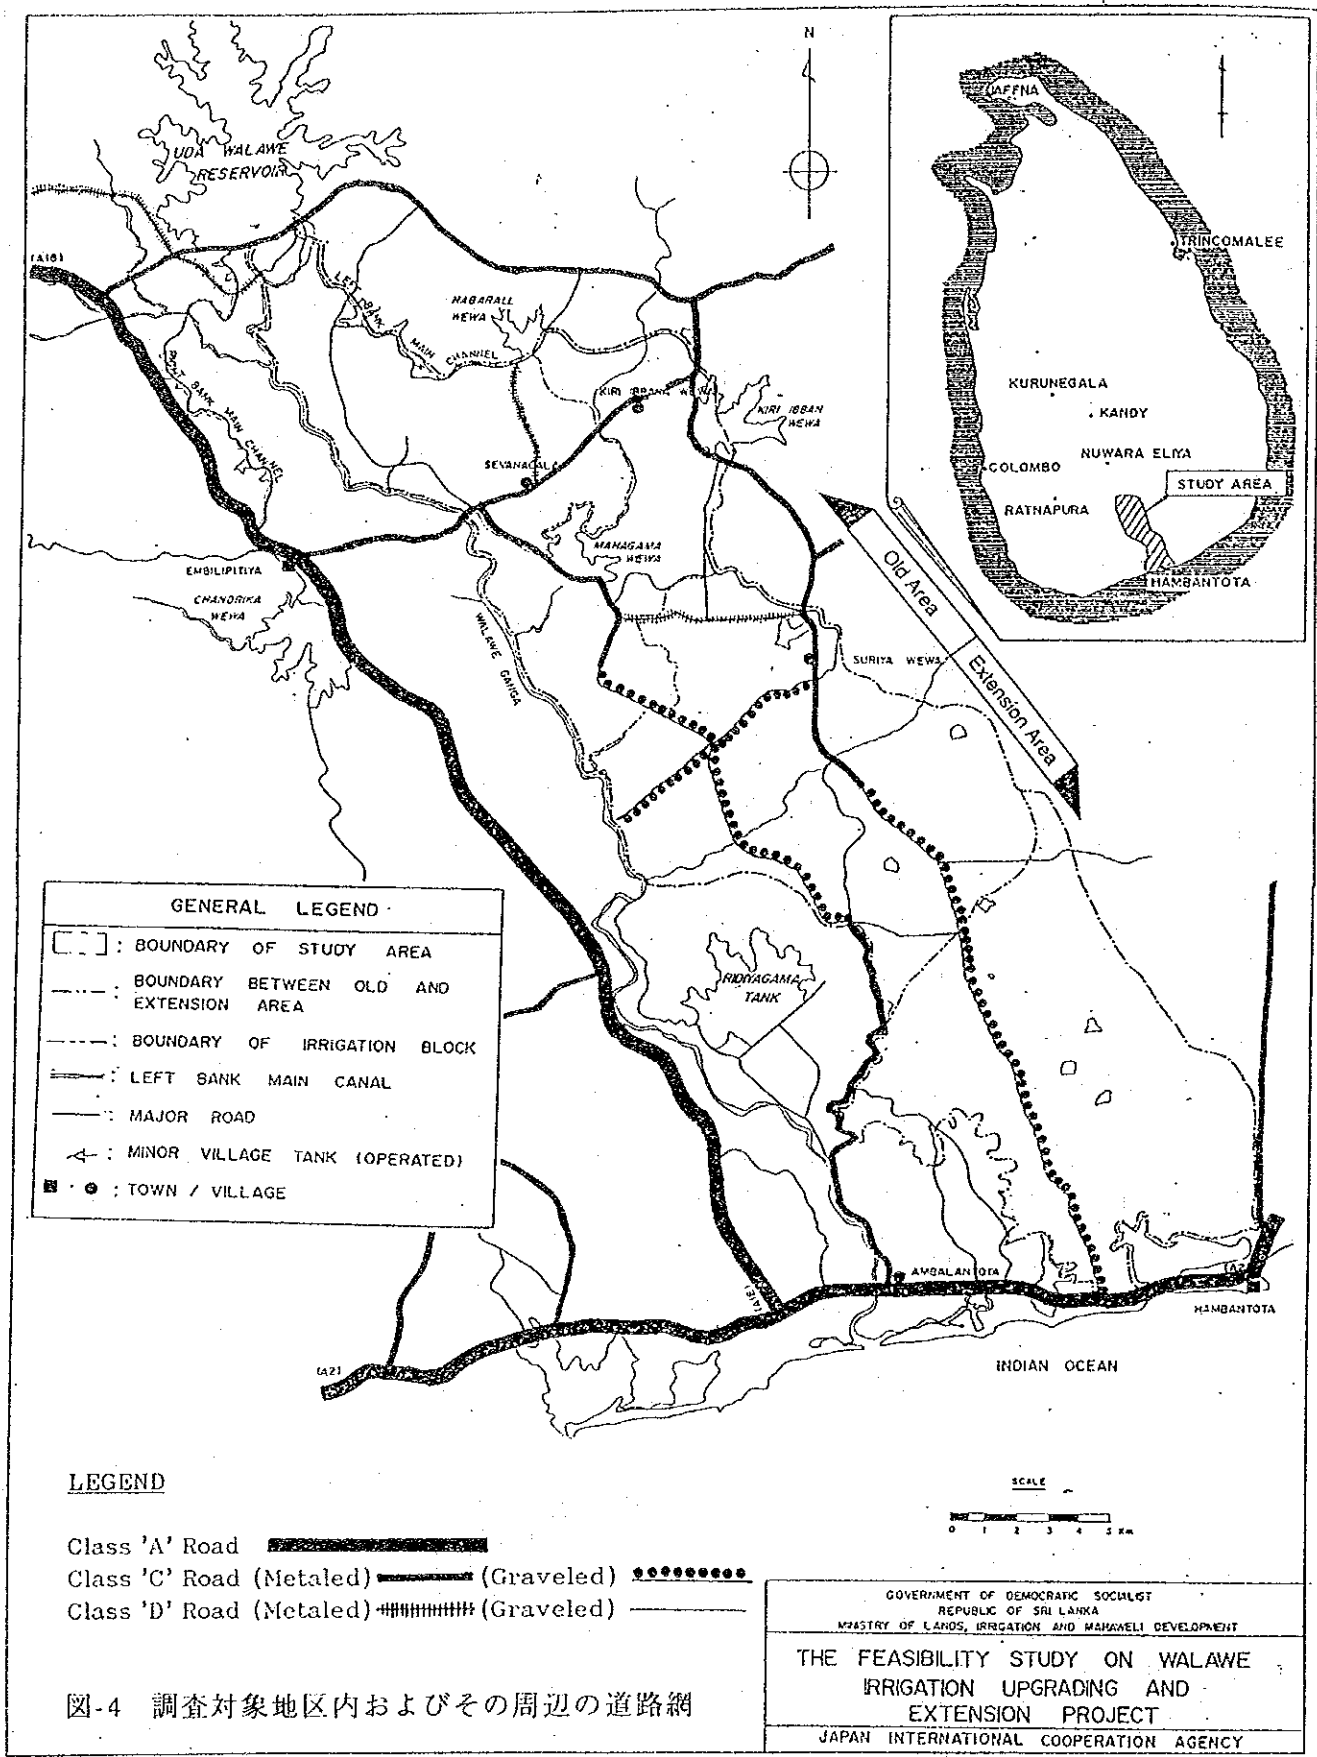 N
UDA WALAWE
RESERVOIR
(A18)
LEFT BANK MAIN CHANNEL
HABARALL
WEWA
RIGHT BANK MAIN CHANNEL
KIRI IBBANA WEWA
KIRI IBBAN
WEWA
SEVANAGALA
MAHAGAMA
WEWA
EMBILIPITIYA
CHANDRIKA
WEWA
WALAWE GANGA
SURIYA WEWA
Old Area
Extension Area
RIDIYAGAMA
TANK
AMBALANTOTA
(A18)
(A2)
(A2)
HAMBANTOTA
INDIAN OCEAN
JAFFNA
TRINCOMALEE
KURUNEGALA
KANDY
NUWARA ELIYA
COLOMBO
STUDY AREA
RATNAPURA
HAMBANTOTA
GENERAL LEGEND
: BOUNDARY OF STUDY AREA
: BOUNDARY BETWEEN OLD AND
EXTENSION AREA
: BOUNDARY OF IRRIGATION BLOCK
: LEFT BANK MAIN CANAL
: MAJOR ROAD
: MINOR VILLAGE TANK (OPERATED)
: TOWN / VILLAGE
LEGEND
Class 'A' Road
Class 'C' Road (Metaled) (Graveled)
Class 'D' Road (Metaled) (Graveled)
SCALE
0 1 2 3 4 5 Km
図-4 調査対象地区内およびその周辺の道路網
GOVERNMENT OF DEMOCRATIC SOCIALIST
REPUBLIC OF SRI LANKA
MINISTRY OF LANDS, IRRIGATION AND MAHAWELI DEVELOPMENT
THE FEASIBILITY STUDY ON WALAWE
IRRIGATION UPGRADING AND
EXTENSION PROJECT
JAPAN INTERNATIONAL COOPERATION AGENCY